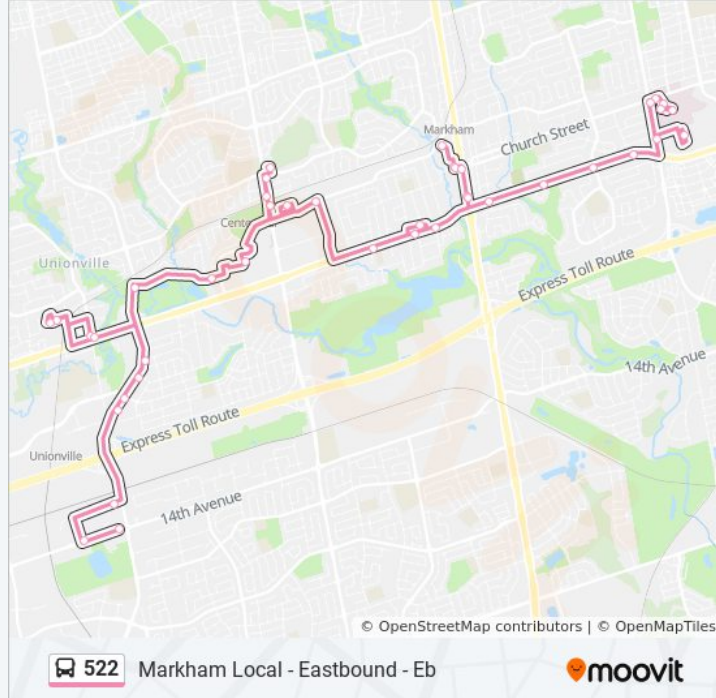 Markham
Church Street
Unionville
Express Toll Route
14th Avenue
Express Toll Route
Unionville
14th Avenue
© OpenStreetMap contributors | © OpenMapTiles
522 Markham Local - Eastbound - Eb
moovit